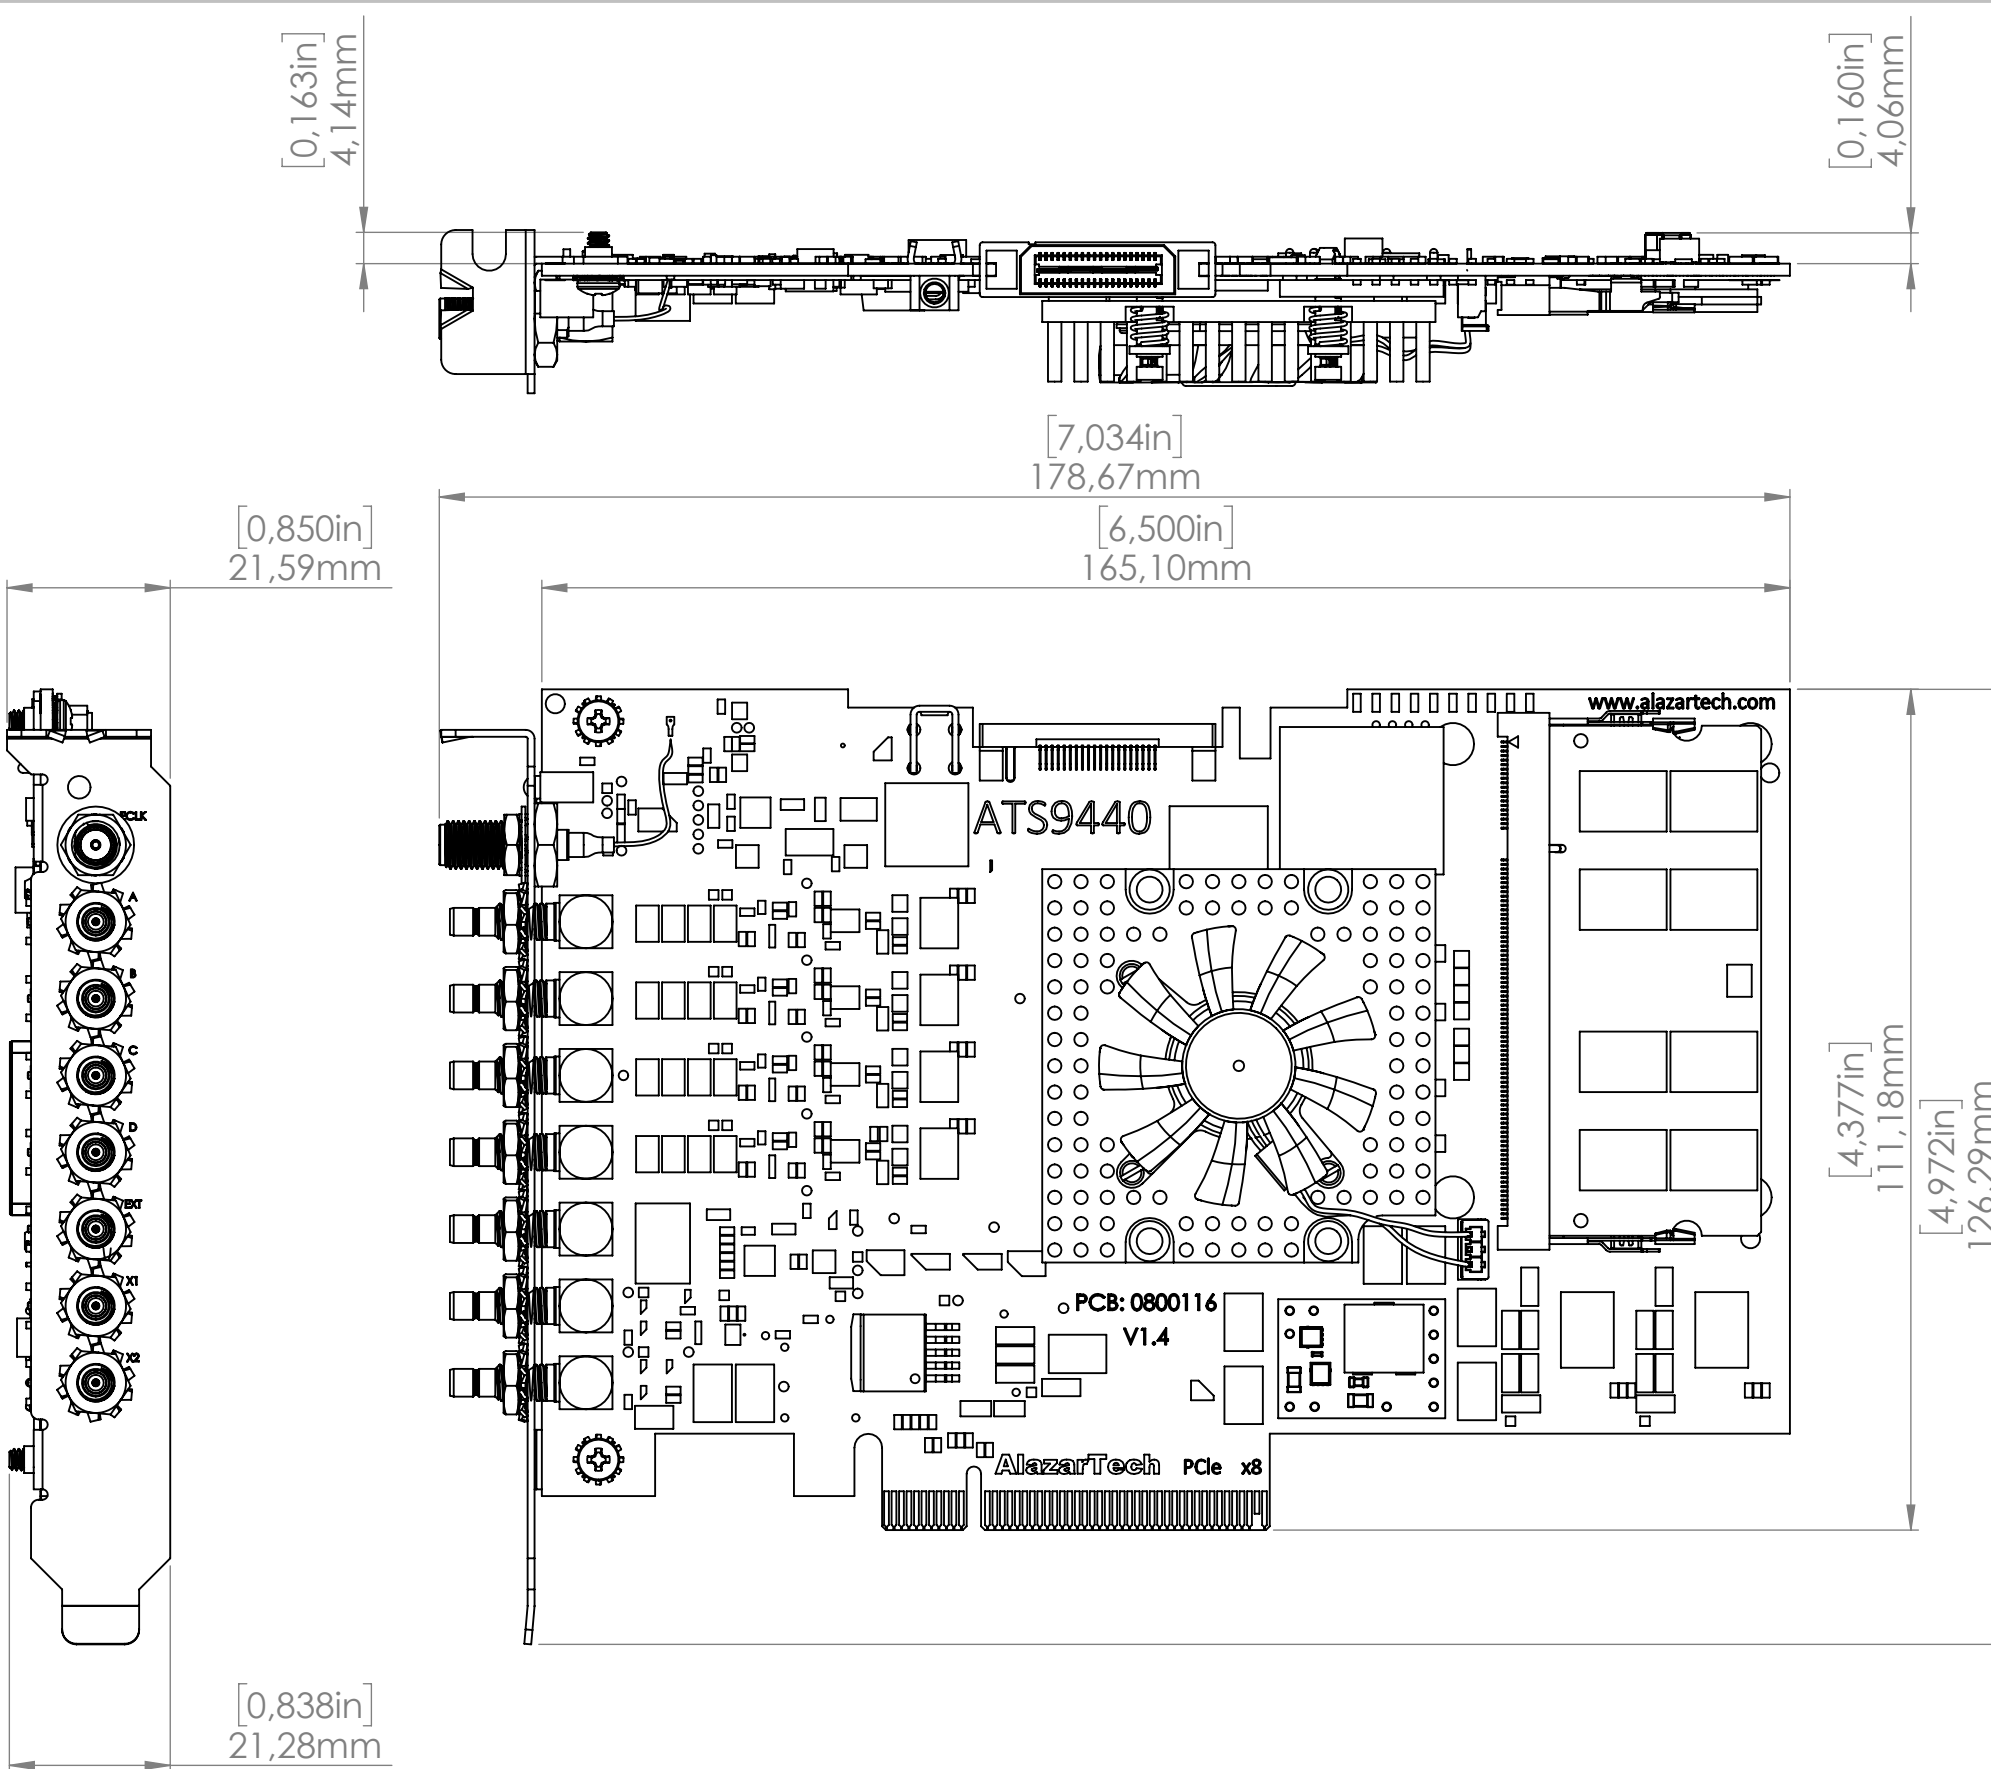 [0,163in]
4,14mm
[0,160in]
4,06mm
[7,034in]
178,67mm
[0,850in]
21,59mm
[6,500in]
165,10mm
www.alazartech.com
ATS9440
ECLK
A
B
C
D
EXT
X1
X2
[4,377in]
111,18mm
[4,972in]
126,29mm
PCB: 0800116
V1.4
AlazarTech PCIe x8
[0,838in]
21,28mm